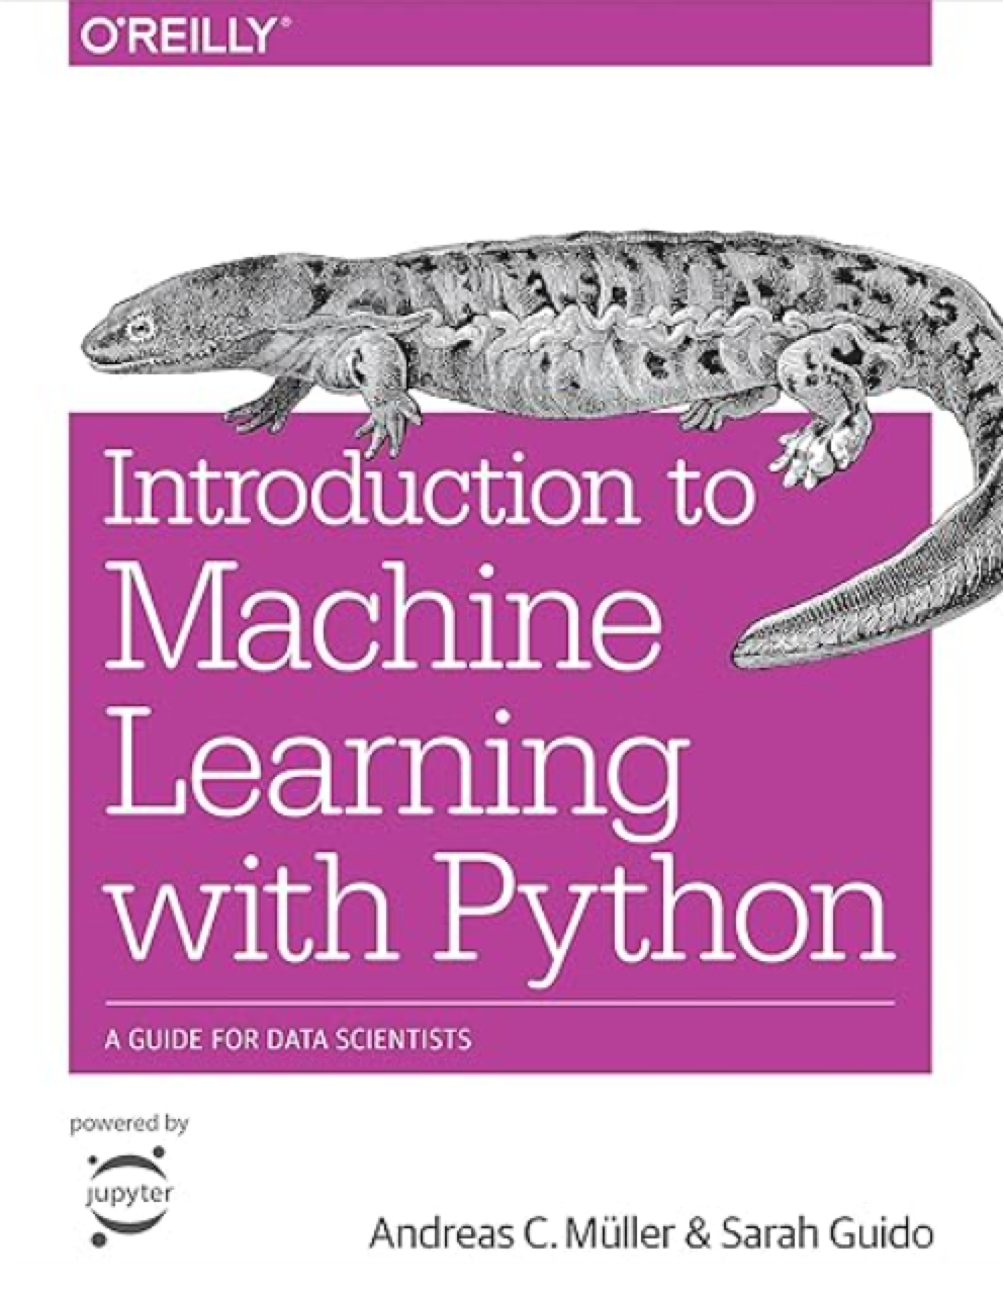 O'REILLY®
Introduction to
Machine
Learning
with Python
A GUIDE FOR DATA SCIENTISTS
powered by
jupyter
Andreas C. Müller & Sarah Guido